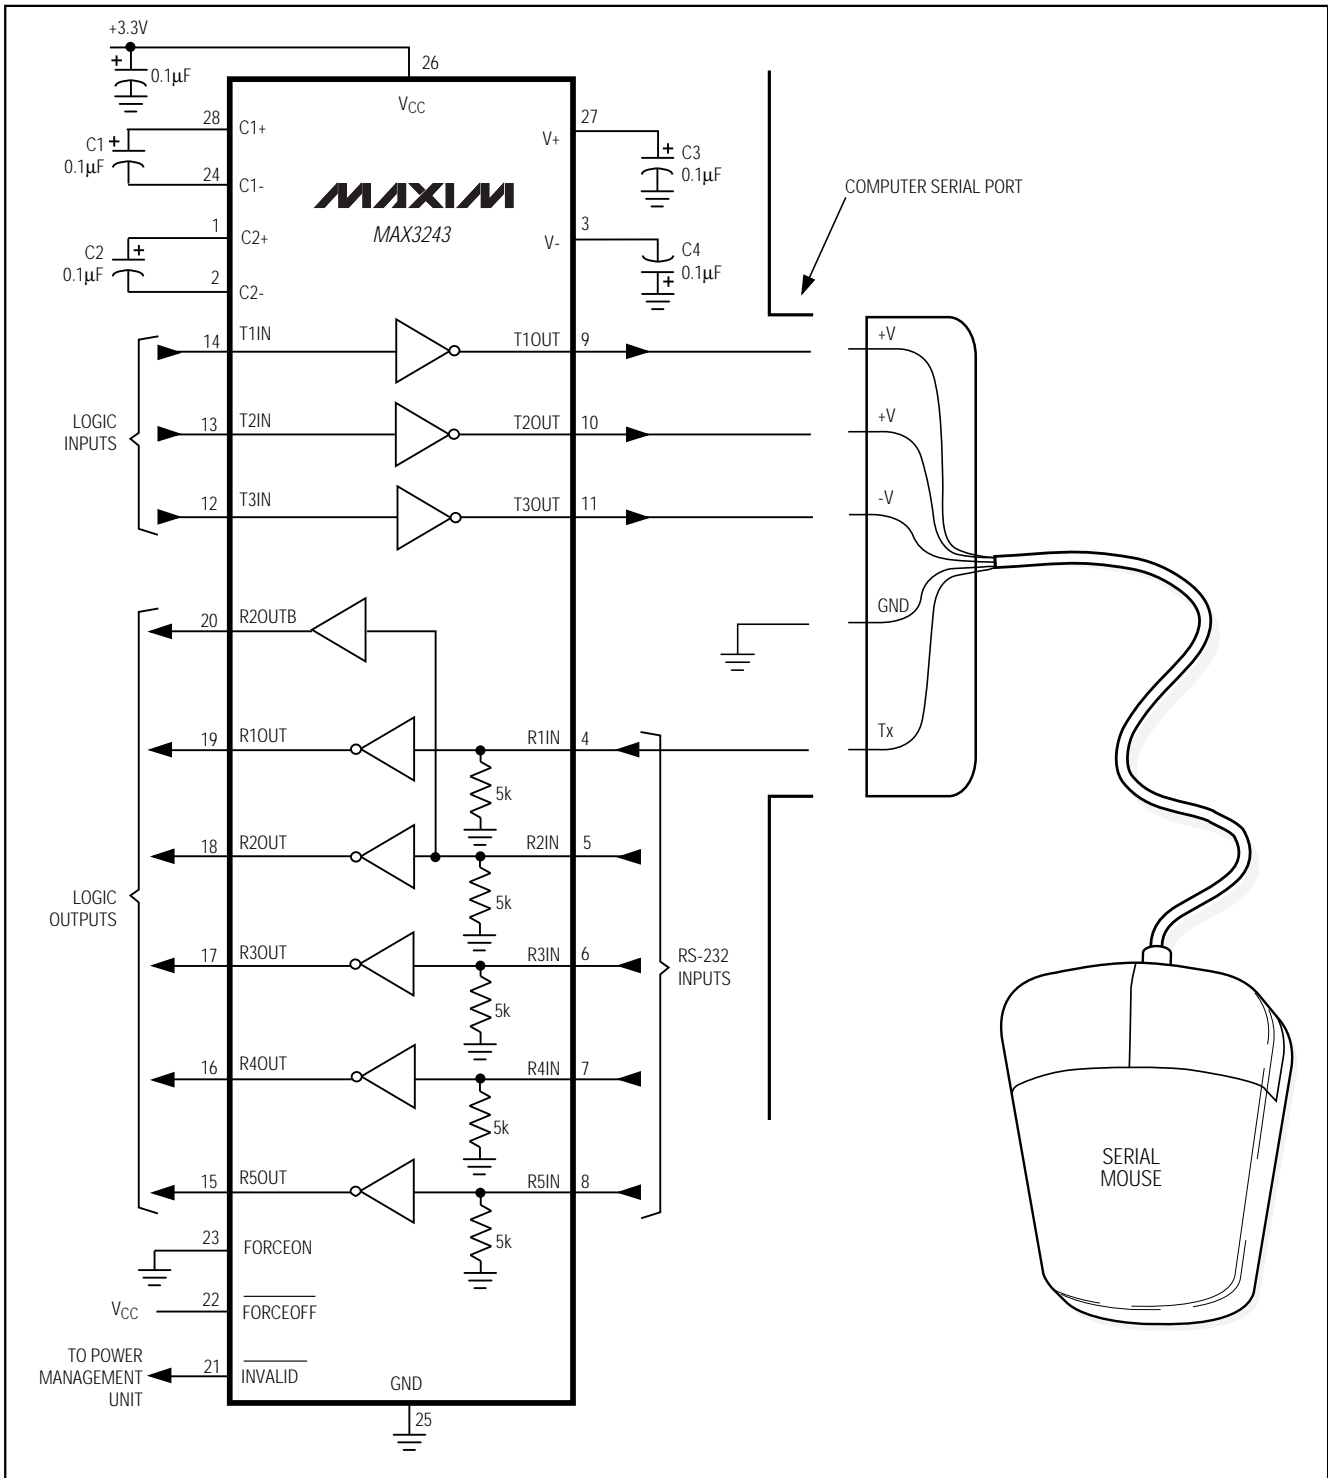 +3.3V
0.1µF
26
VCC
28
C1+
C1
+
0.1µF
24
C1-
1
C2+
C2
+
0.1µF
2
C2-
27
V+
+
C3
0.1µF
3
V-
C4
0.1µF
+
+
MAXIM
MAX3243
COMPUTER SERIAL PORT
LOGIC
INPUTS
14
T1IN
T1OUT
9
13
T2IN
T2OUT
10
12
T3IN
T3OUT
11
+V
+V
-V
GND
Tx
LOGIC
OUTPUTS
20
R2OUTB
19
R1OUT
R1IN
4
5k
18
R2OUT
R2IN
5
5k
17
R3OUT
R3IN
6
5k
16
R4OUT
R4IN
7
5k
15
R5OUT
R5IN
8
5k
RS-232
INPUTS
23
FORCEON
VCC
22
FORCEOFF
TO POWER
MANAGEMENT
UNIT
21
INVALID
GND
25
SERIAL
MOUSE